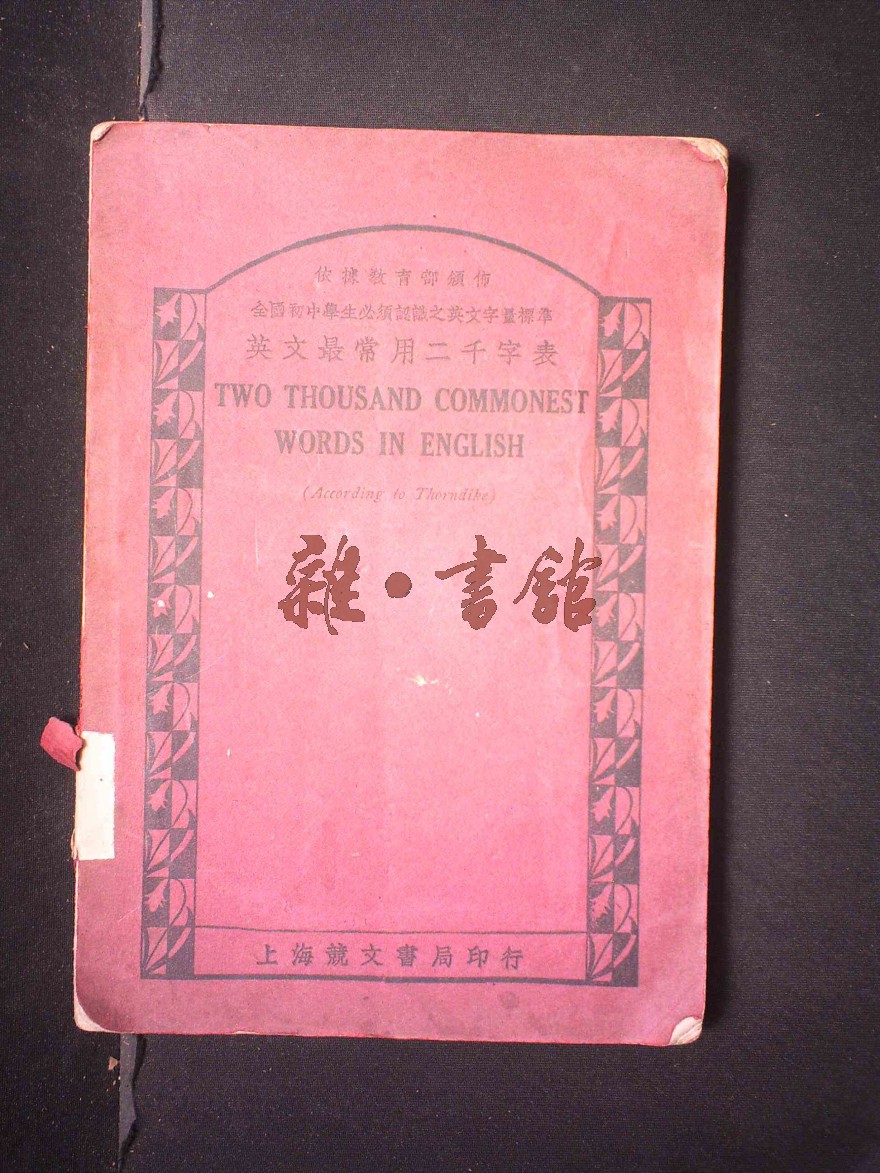 依據教育部頒佈
全國初中學生必須認識之英文字量標準
英文最常用二千字表
TWO THOUSAND COMMONEST
WORDS IN ENGLISH
(According to Thorndike)
雜·書館
上海競文書局印行